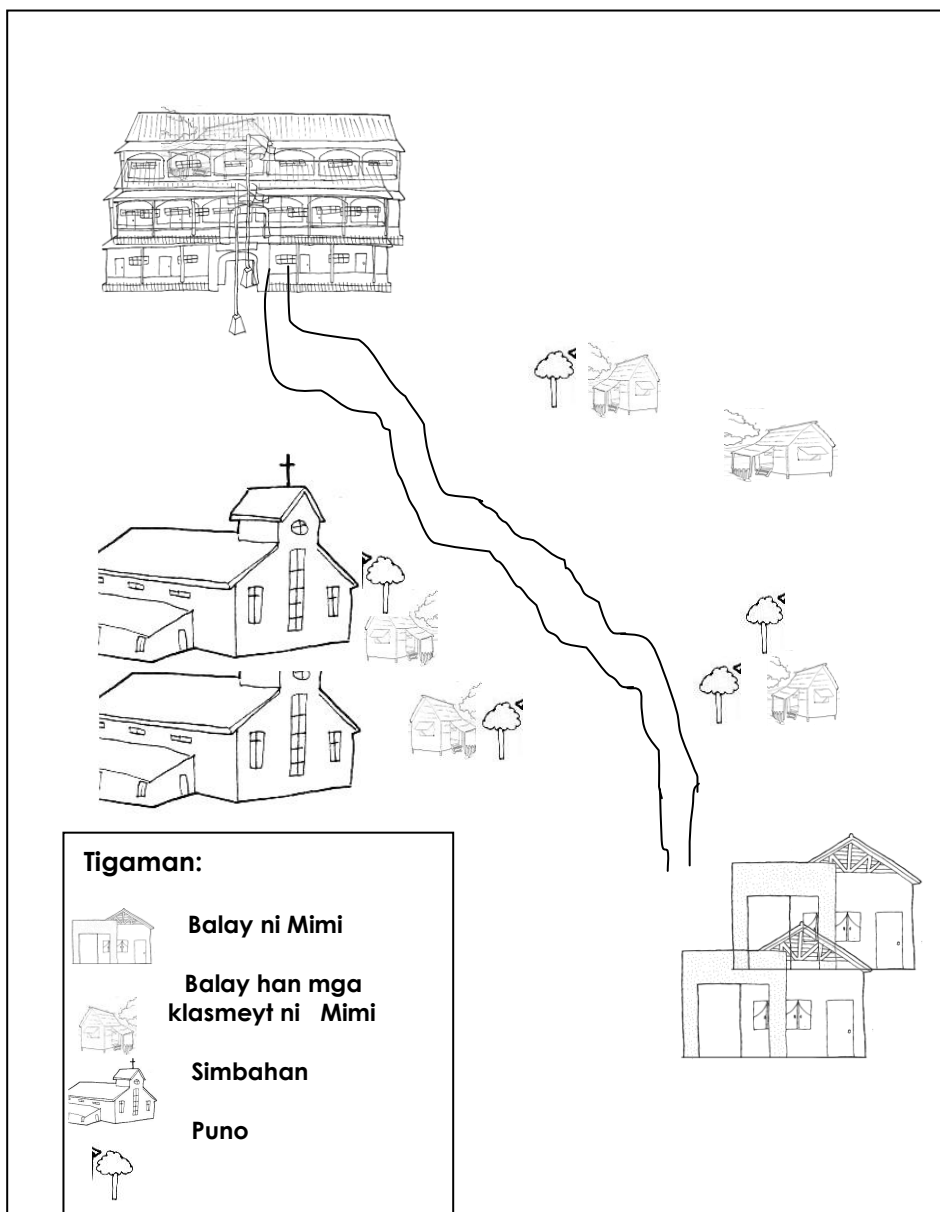 Tigaman:
Balay ni Mimi
Balay han mga
klasmeyt ni Mimi
Simbahan
Puno